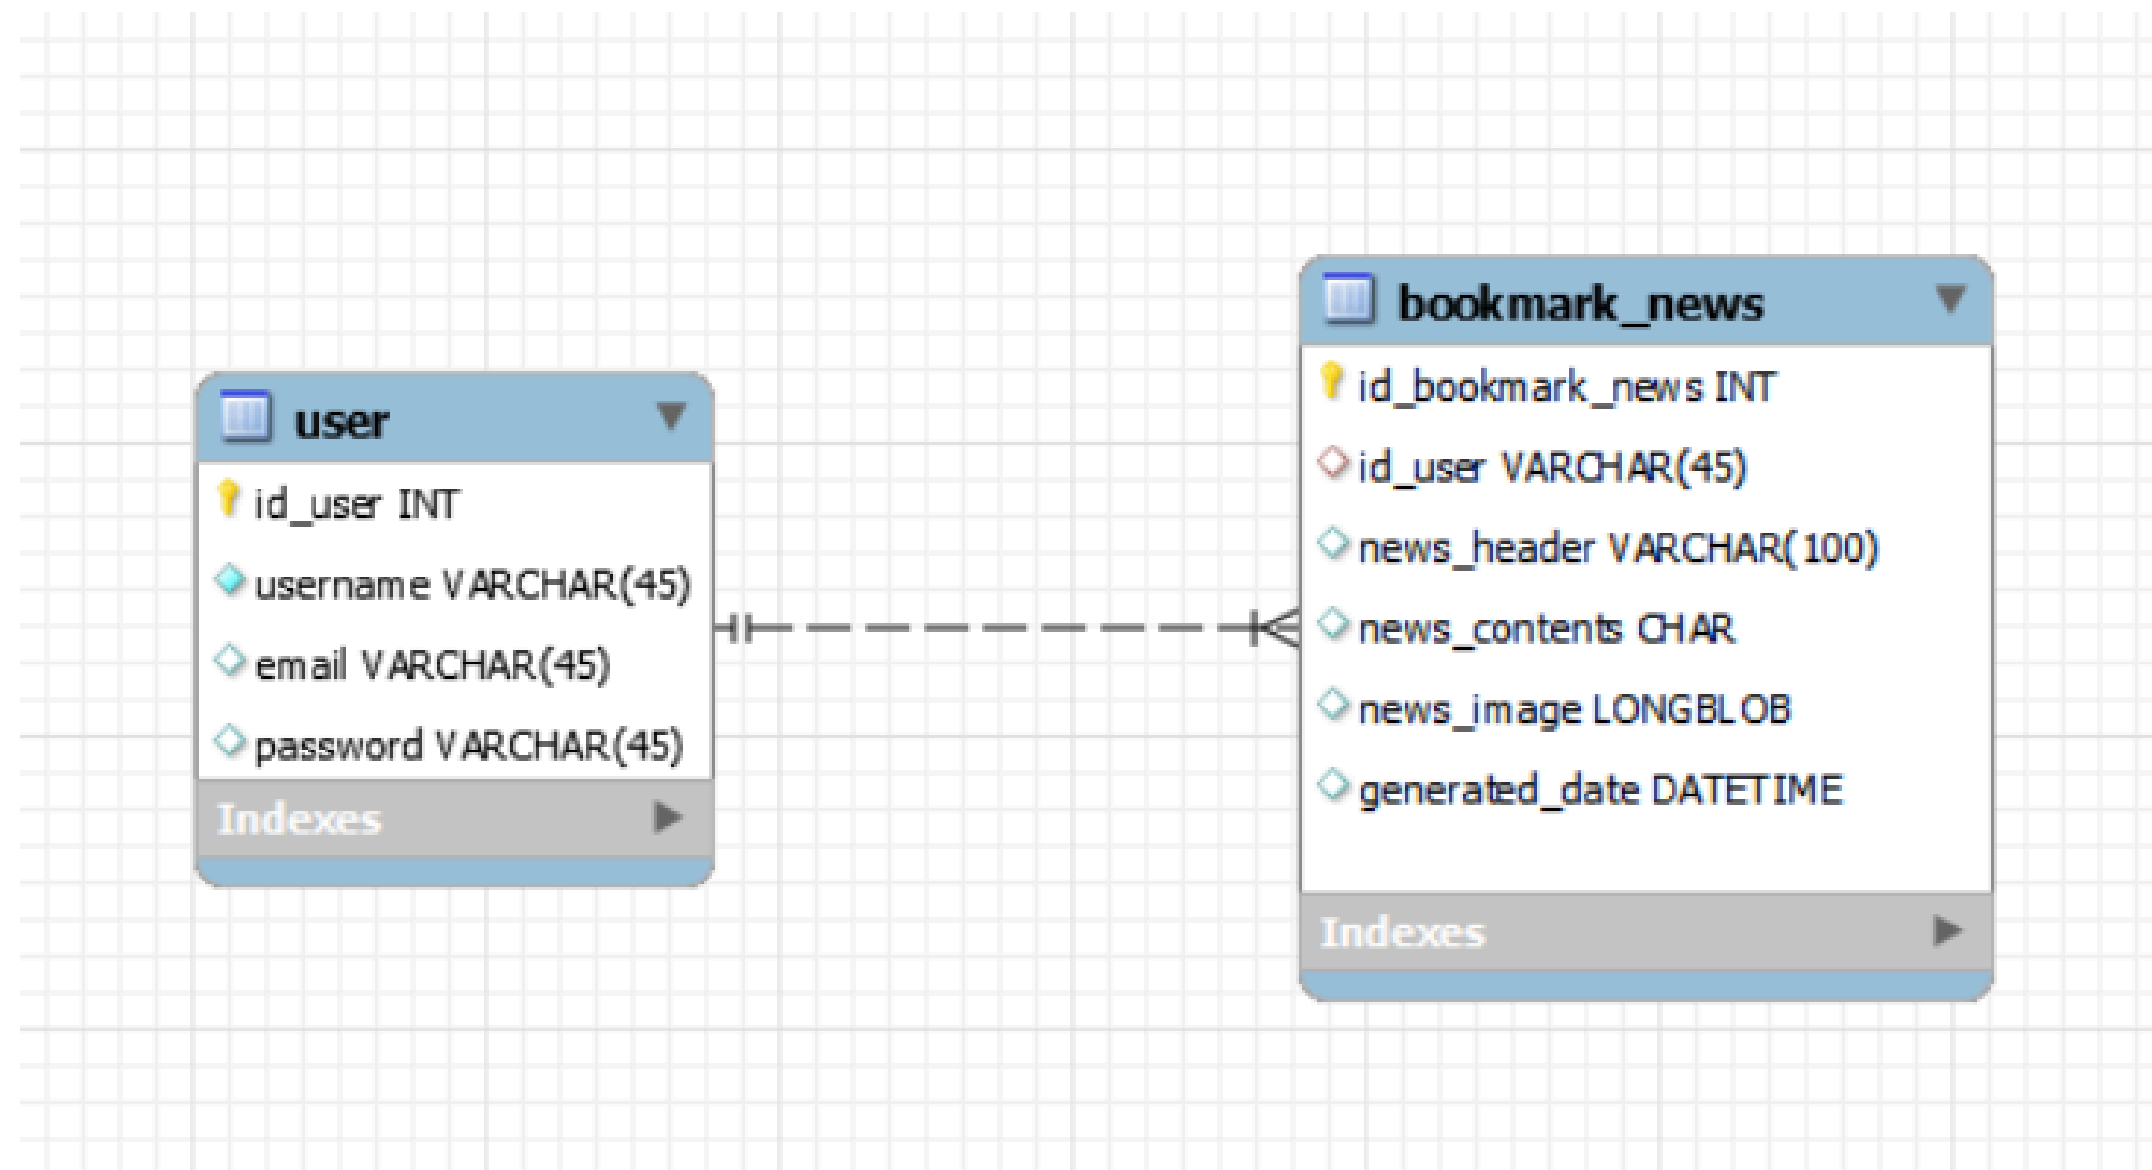 user
id_user INT
username VARCHAR(45)
email VARCHAR(45)
password VARCHAR(45)
Indexes
bookmark_news
id_bookmark_news INT
id_user VARCHAR(45)
news_header VARCHAR(100)
news_contents CHAR
news_image LONGBLOB
generated_date DATETIME
Indexes